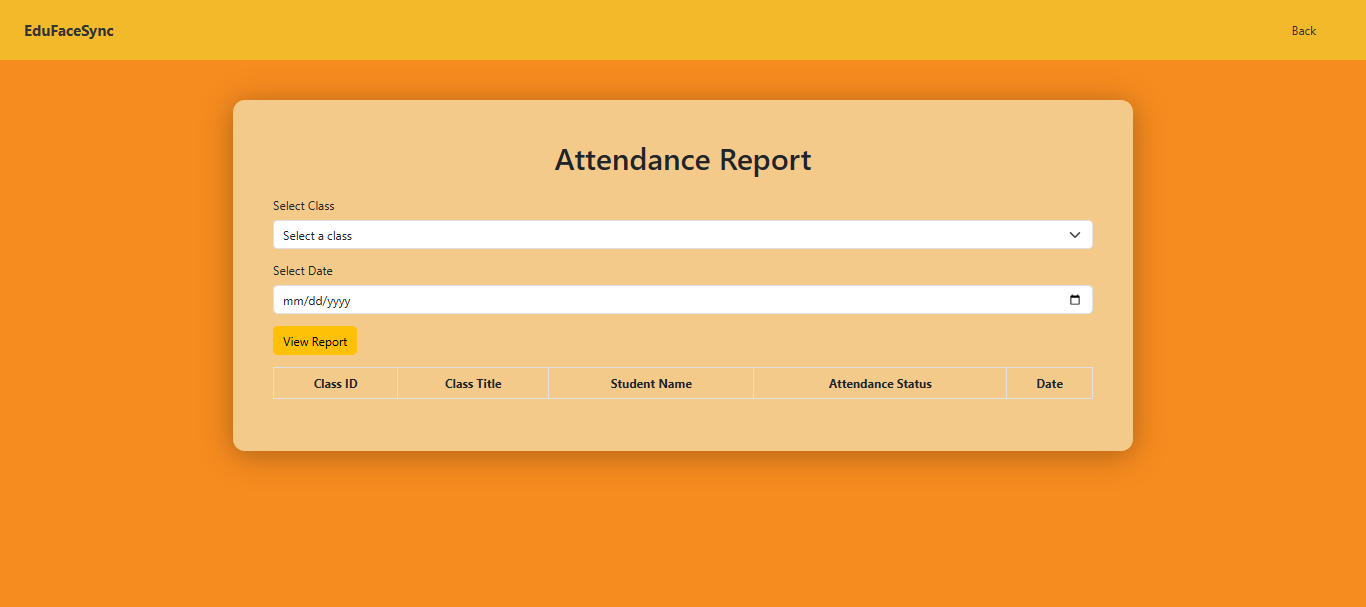 EduFaceSync Back
Attendance Report
Select Class
Select a class
Select Date
mm/dd/yyyy
View Report
Class ID Class Title Student Name Attendance Status Date